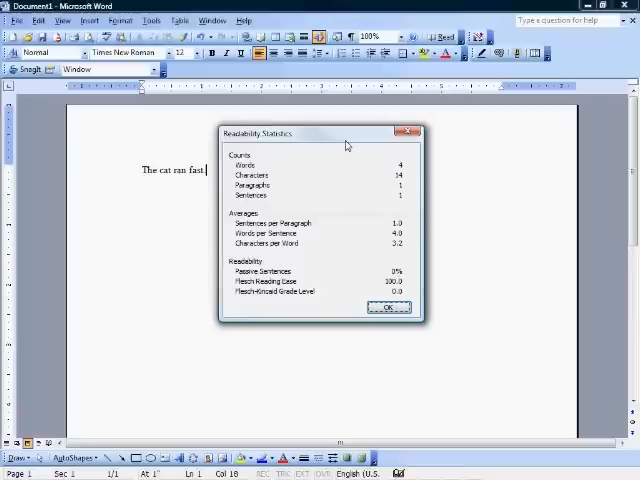 Document1 - Microsoft Word
File Edit View Insert Format Tools Table Window Help
Type a question for help
100% Read
Normal Times New Roman 12
SnagIt Window
Readability Statistics
Counts
Words 4
Characters 14
Paragraphs 1
Sentences 1
Averages
Sentences per Paragraph 1.0
Words per Sentence 4.0
Characters per Word 3.2
Readability
Passive Sentences 0%
Flesch Reading Ease 100.0
Flesch-Kincaid Grade Level 0.0
OK
The cat ran fast.
Draw AutoShapes
Page 1 Sec 1 1/1 At 1" Ln 1 Col 18 REC TRK EXT OVR English (U.S.